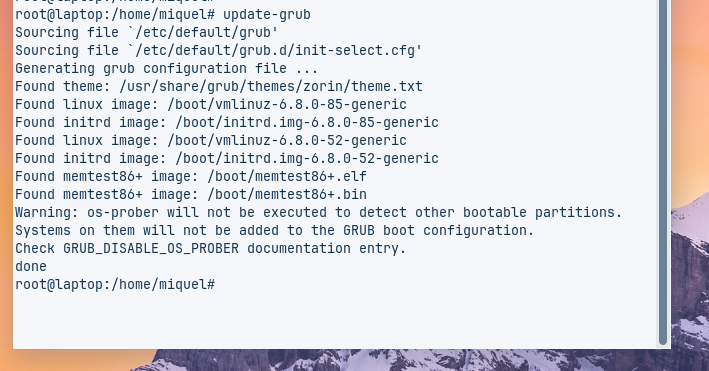 root@laptop:/home/miquel#
root@laptop:/home/miquel# update-grub
Sourcing file `/etc/default/grub'
Sourcing file `/etc/default/grub.d/init-select.cfg'
Generating grub configuration file ...
Found theme: /usr/share/grub/themes/zorin/theme.txt
Found linux image: /boot/vmlinuz-6.8.0-85-generic
Found initrd image: /boot/initrd.img-6.8.0-85-generic
Found linux image: /boot/vmlinuz-6.8.0-52-generic
Found initrd image: /boot/initrd.img-6.8.0-52-generic
Found memtest86+ image: /boot/memtest86+.elf
Found memtest86+ image: /boot/memtest86+.bin
Warning: os-prober will not be executed to detect other bootable partitions.
Systems on them will not be added to the GRUB boot configuration.
Check GRUB_DISABLE_OS_PROBER documentation entry.
done
root@laptop:/home/miquel#